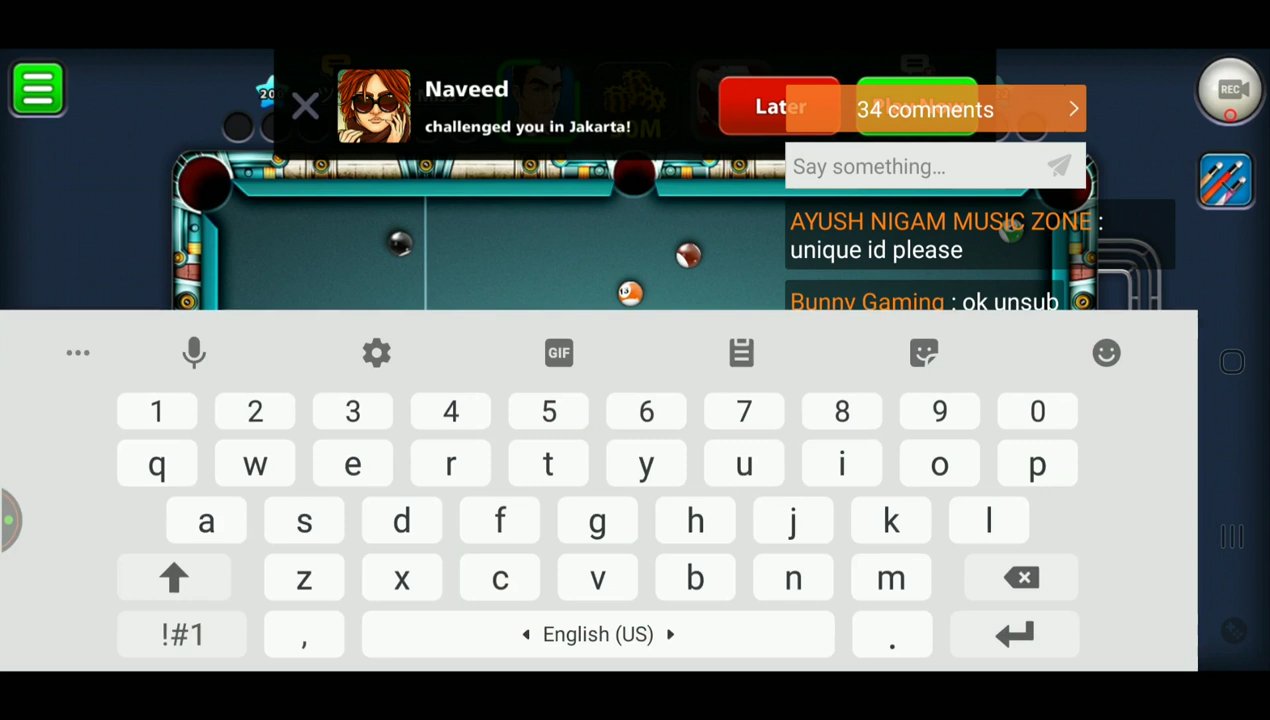 Naveed
challenged you in Jakarta!
Later
34 comments
Say something...
AYUSH NIGAM MUSIC ZONE :
unique id please
Bunny Gaming : ok unsub
REC
13
GIF
1 2 3 4 5 6 7 8 9 0
q w e r t y u i o p
a s d f g h j k l
z x c v b n m
!#1 , English (US) .